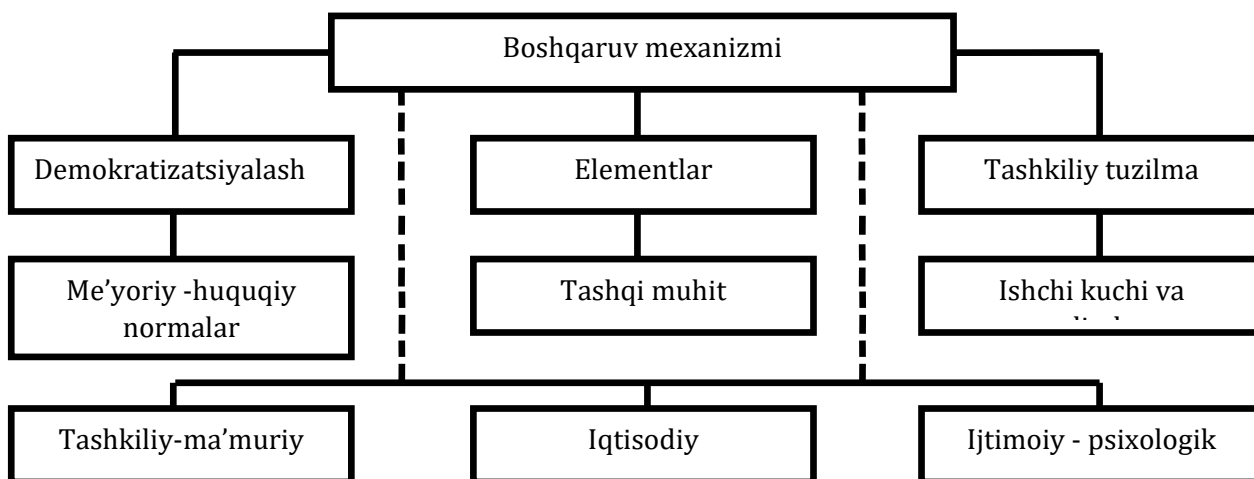 Boshqaruv mexanizmi
Demokratizatsiyalash
Elementlar
Tashkiliy tuzilma
Me’yoriy -huquqiy
normalar
Tashqi muhit
Ishchi kuchi va
Tashkiliy-ma’muriy
Iqtisodiy
Ijtimoiy - psixologik